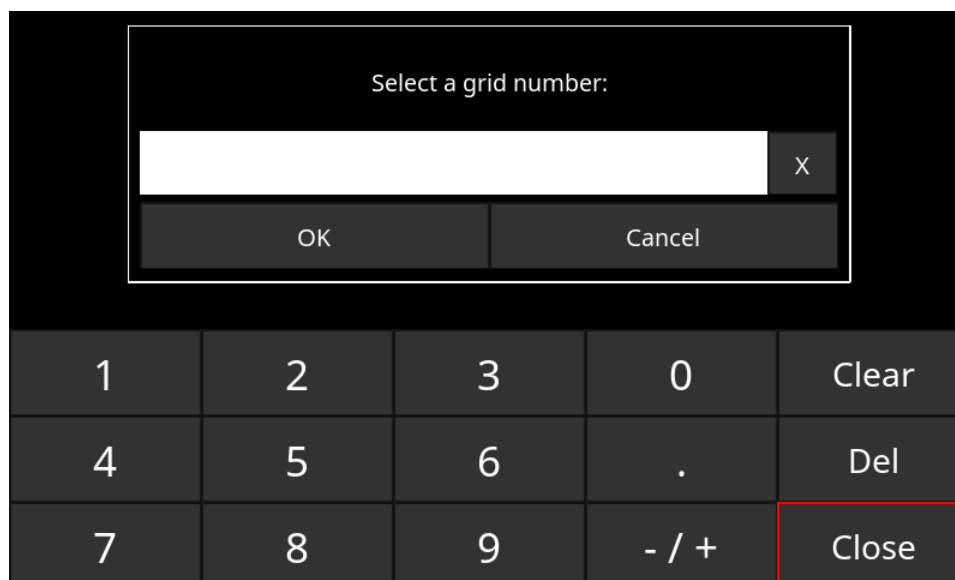 Select a grid number:
X
OK Cancel
1 2 3 0 Clear
4 5 6 . Del
7 8 9 - / + Close